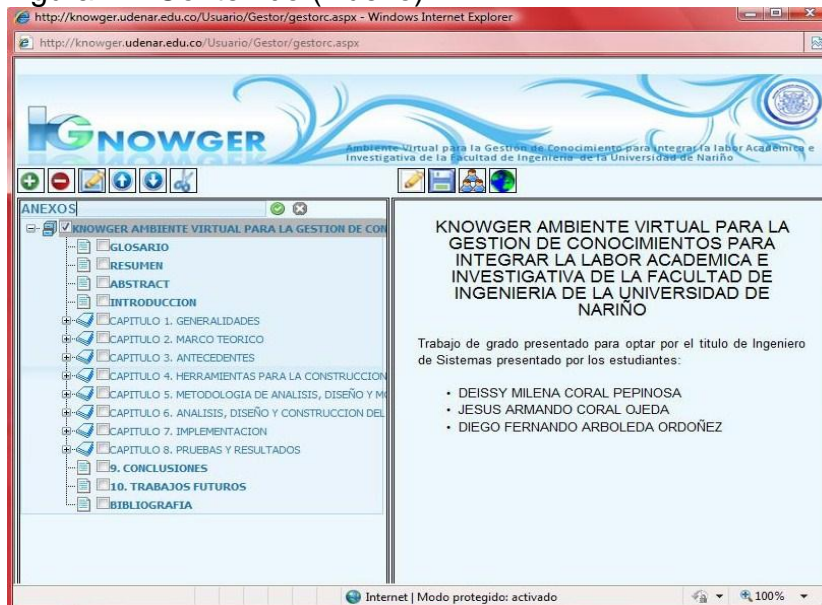 http://knowger.udenar.edu.co/Usuario/Gestor/gestorc.aspx - Windows Internet Explorer
http://knowger.udenar.edu.co/Usuario/Gestor/gestorc.aspx
KGNOWGER
Ambiente Virtual para la Gestión de Conocimiento para integrar la labor Académica e
Investigativa de la Facultad de Ingeniería de la Universidad de Nariño
ANEXOS
KNOWGER AMBIENTE VIRTUAL PARA LA GESTION DE CON
GLOSARIO
RESUMEN
ABSTRACT
INTRODUCCION
CAPITULO 1. GENERALIDADES
CAPITULO 2. MARCO TEORICO
CAPITULO 3. ANTECEDENTES
CAPITULO 4. HERRAMIENTAS PARA LA CONSTRUCCION
CAPITULO 5. METODOLOGIA DE ANALISIS, DISEÑO Y MO
CAPITULO 6. ANALISIS, DISEÑO Y CONSTRUCCION DEL
CAPITULO 7. IMPLEMENTACION
CAPITULO 8. PRUEBAS Y RESULTADOS
9. CONCLUSIONES
10. TRABAJOS FUTUROS
BIBLIOGRAFIA
KNOWGER AMBIENTE VIRTUAL PARA LA
GESTION DE CONOCIMIENTOS PARA
INTEGRAR LA LABOR ACADEMICA E
INVESTIGATIVA DE LA FACULTAD DE
INGENIERIA DE LA UNIVERSIDAD DE
NARIÑO
Trabajo de grado presentado para optar por el titulo de Ingeniero
de Sistemas presentado por los estudiantes:
• DEISSY MILENA CORAL PEPINOSA
• JESUS ARMANDO CORAL OJEDA
• DIEGO FERNANDO ARBOLEDA ORDOÑEZ
Internet | Modo protegido: activado
100%